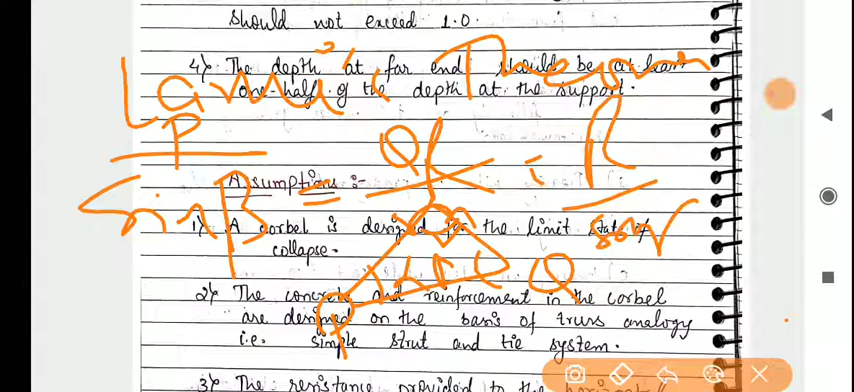 should not exceed 1.0.
4) The depth at far end should be at least
one-half of the depth at the support.
Lami's Theorem
P Q R
Assumptions :-
Sin β = = Sin γ
1) A corbel is designed for the limit state of
collapse.
Q
2) The concrete and reinforcement in the corbel
P
are designed on the basis of truss analogy
i.e. simple strut and tie system.
3) The resistance provided to the horizontal